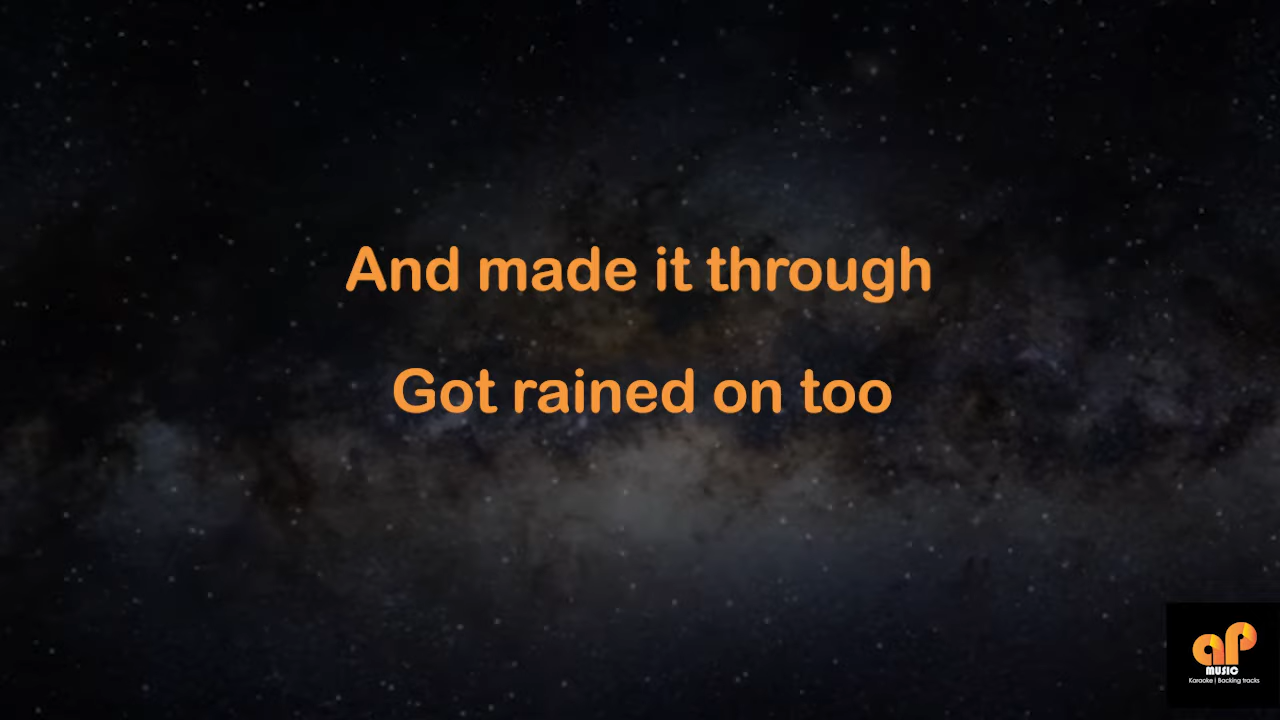 And made it through
Got rained on too
aP
MUSIC
Karaoke | Backing tracks